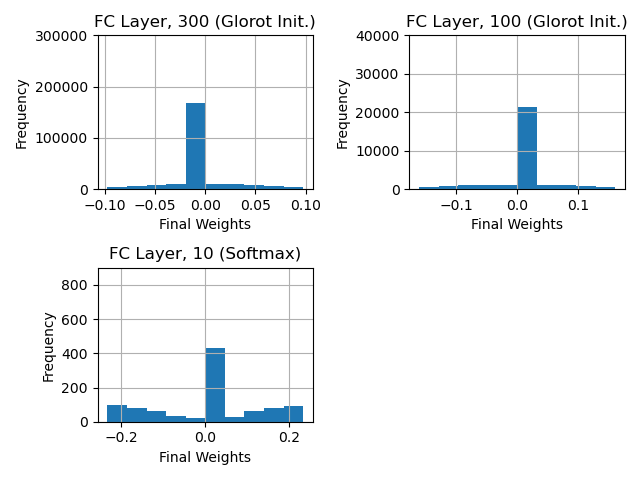 FC Layer, 300 (Glorot Init.)
300000
200000
100000
0
Frequency
−0.10 −0.05 0.00 0.05 0.10
Final Weights
FC Layer, 100 (Glorot Init.)
40000
30000
20000
10000
0
Frequency
−0.1 0.0 0.1
Final Weights
FC Layer, 10 (Softmax)
800
600
400
200
0
Frequency
−0.2 0.0 0.2
Final Weights